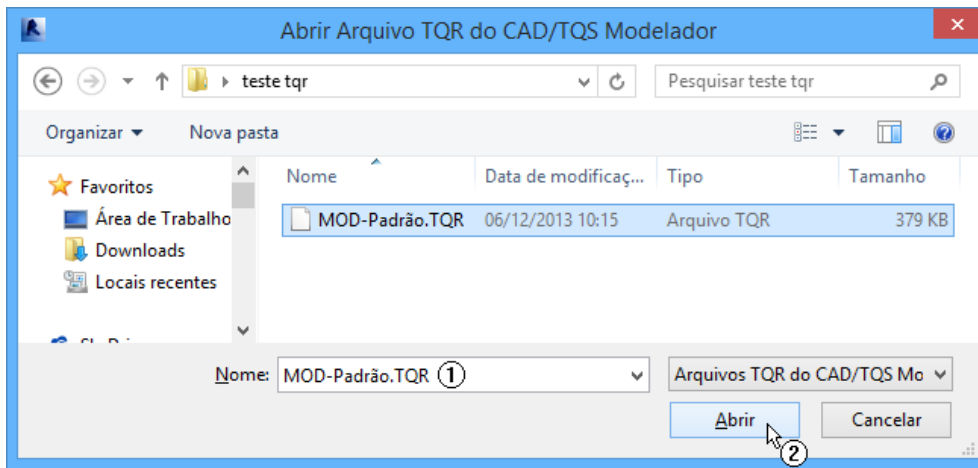 Abrir Arquivo TQR do CAD/TQS Modelador
teste tqr
Pesquisar teste tqr
Organizar
Nova pasta
Favoritos
Área de Trabalho
Downloads
Locais recentes
Nome Data de modificaç... Tipo Tamanho
MOD-Padrão.TQR 06/12/2013 10:15 Arquivo TQR 379 KB
Nome: MOD-Padrão.TQR 1
Arquivos TQR do CAD/TQS Mo
Abrir 2
Cancelar